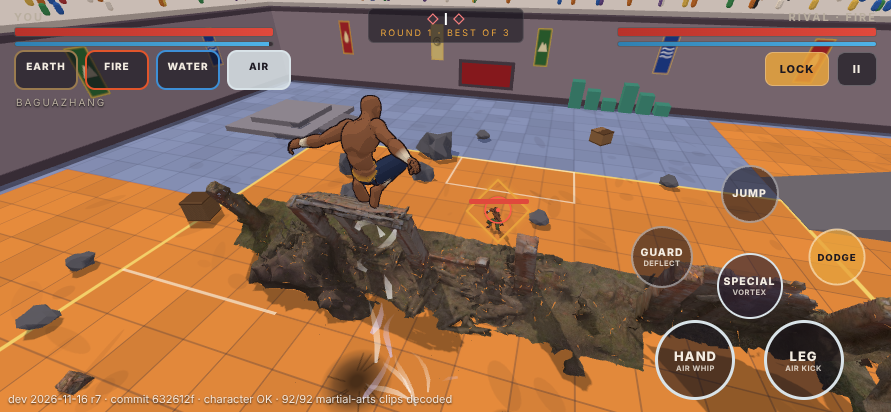 YOU
RIVAL · FIRE
ROUND 1 · BEST OF 3
EARTH
FIRE
WATER
AIR
LOCK
BAGUAZHANG
JUMP
GUARD
DEFLECT
DODGE
SPECIAL
VORTEX
HAND
AIR WHIP
LEG
AIR KICK
dev 2026-11-16 r7 · commit 632612f · character OK · 92/92 martial-arts clips decoded